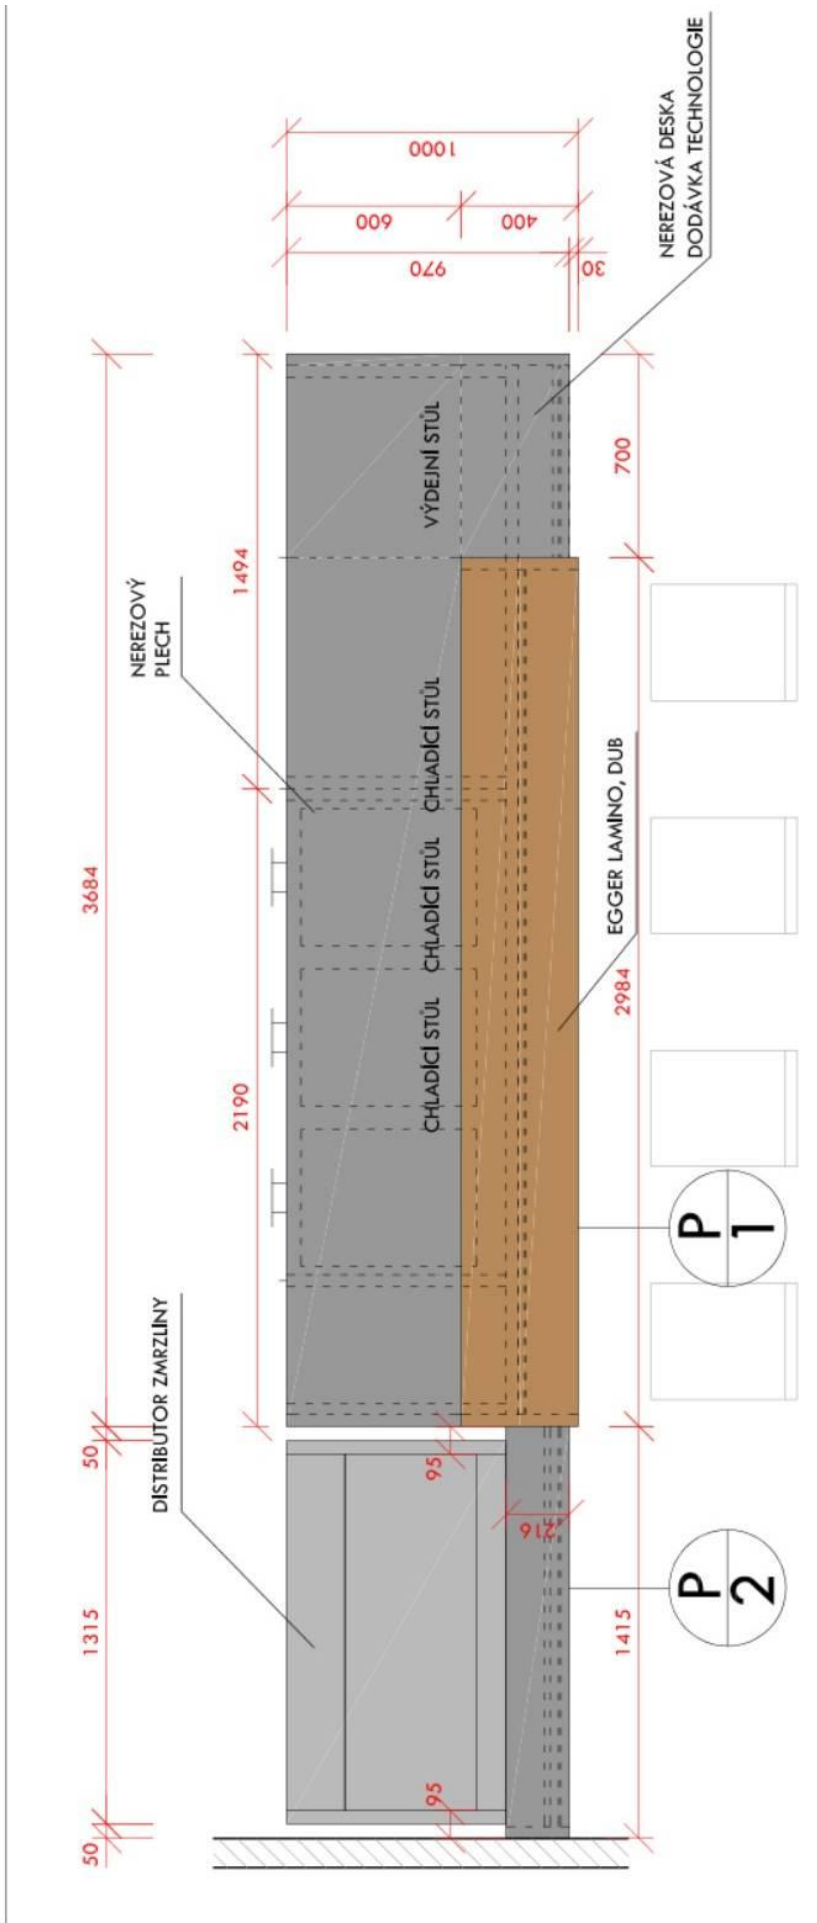 3684
50
1315
50
1494
2190
NEREZOVÝ
PLECH
DISTRIBUTOR ZMRZLINY
1000
600
400
970
30
NEREZOVÁ DESKA
DODÁVKA TECHNOLOGIE
VÝDEJNÍ STŮL
CHLADÍCÍ STŮL
CHLADÍCÍ STŮL
CHLADÍCÍ STŮL
95
95
216
EGGER LAMINO, DUB
700
2984
1415
P
1
P
2